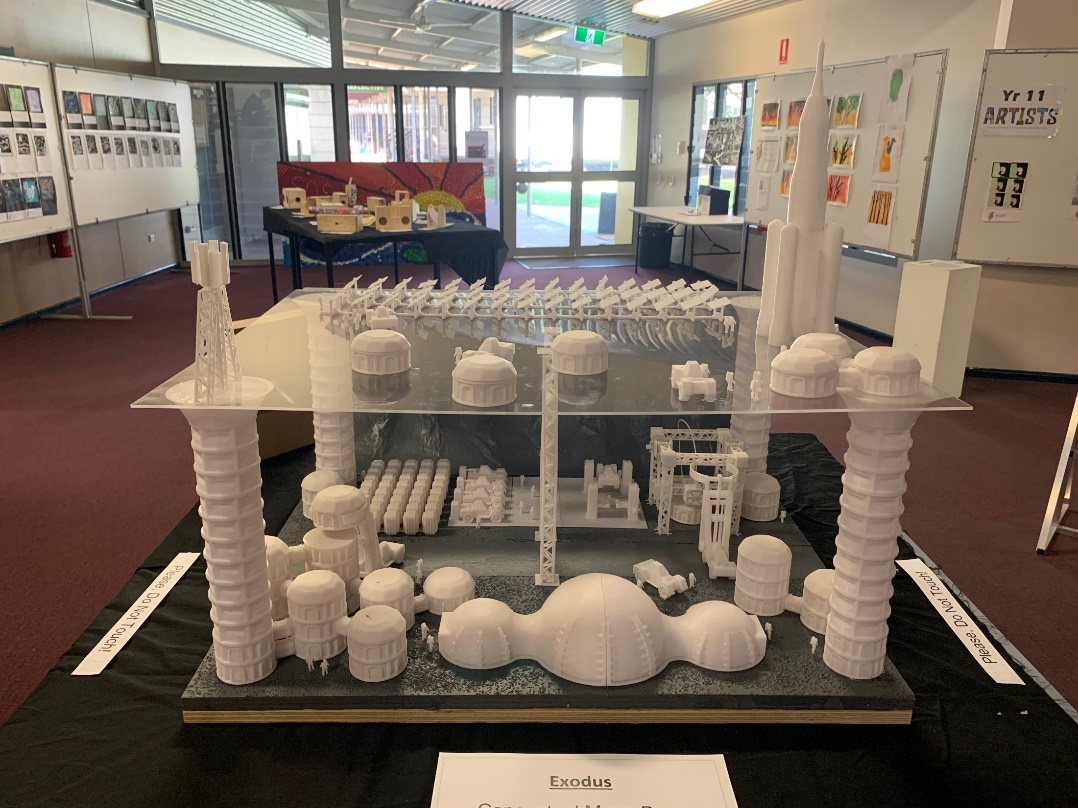 Yr 11
ARTISTS
Please, Do Not Touch!
Please, Do Not Touch!
Exodus